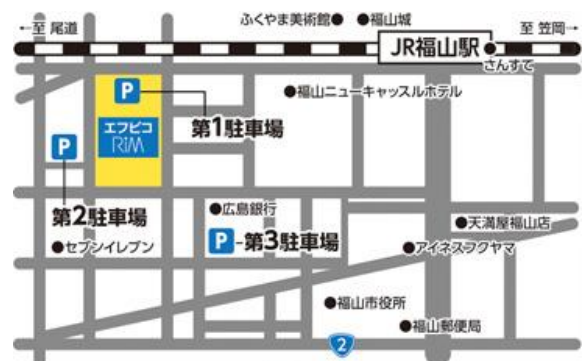 ふくやま美術館● ●福山城
←至 尾道
至 笠岡→
JR福山駅
さんすて
P
●福山ニューキャッスルホテル
第1駐車場
エフピコ
RiM
P
第2駐車場
●広島銀行
P-第3駐車場
●天満屋福山店
●セブンイレブン
●アイネスフクヤマ
●福山市役所
●福山郵便局
2